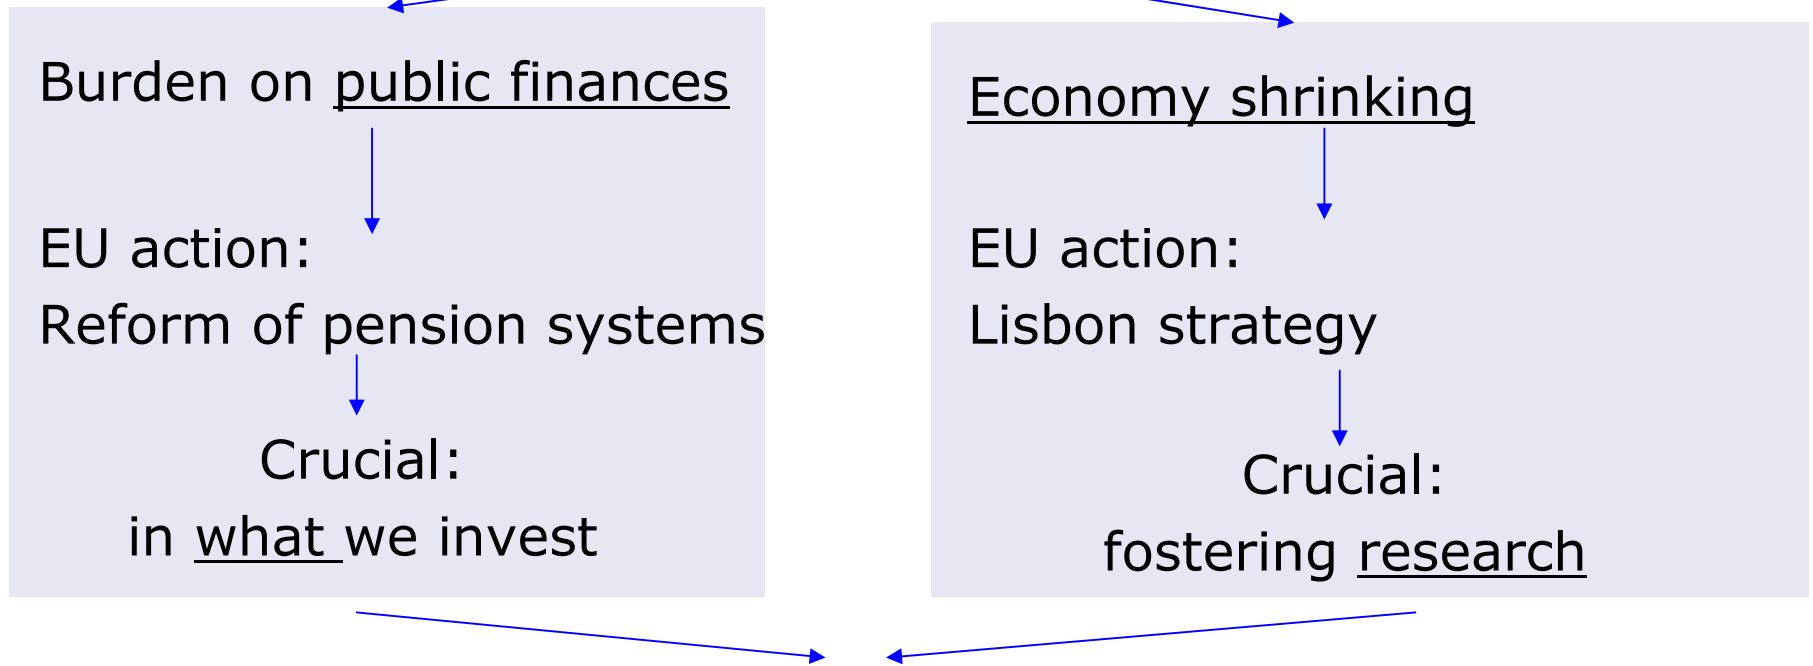 Burden on public finances
EU action:
Reform of pension systems
Crucial:
in what we invest
Economy shrinking
EU action:
Lisbon strategy
Crucial:
fostering research